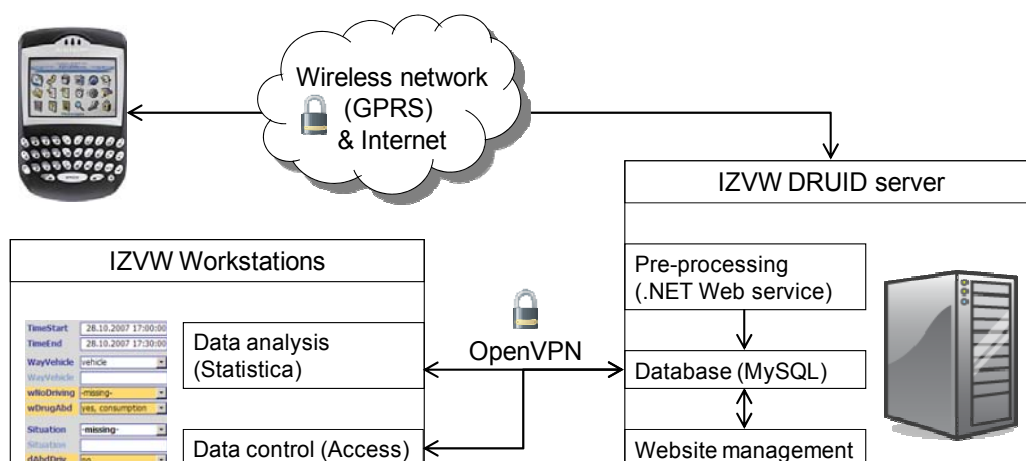 Wireless network
(GPRS)
& Internet
IZVW DRUID server
IZVW Workstations
Pre-processing
(.NET Web service)
TimeStart 28.10.2007 17:00:00
TimeEnd 28.10.2007 17:30:00
WayVehicle vehicle
WayVehicle
wNoDriving -missing-
wDrugAbd yes, consumption
Situation -missing-
Situation
dAbdDriv no
Data analysis
(Statistica)
OpenVPN
Database (MySQL)
Data control (Access)
Website management